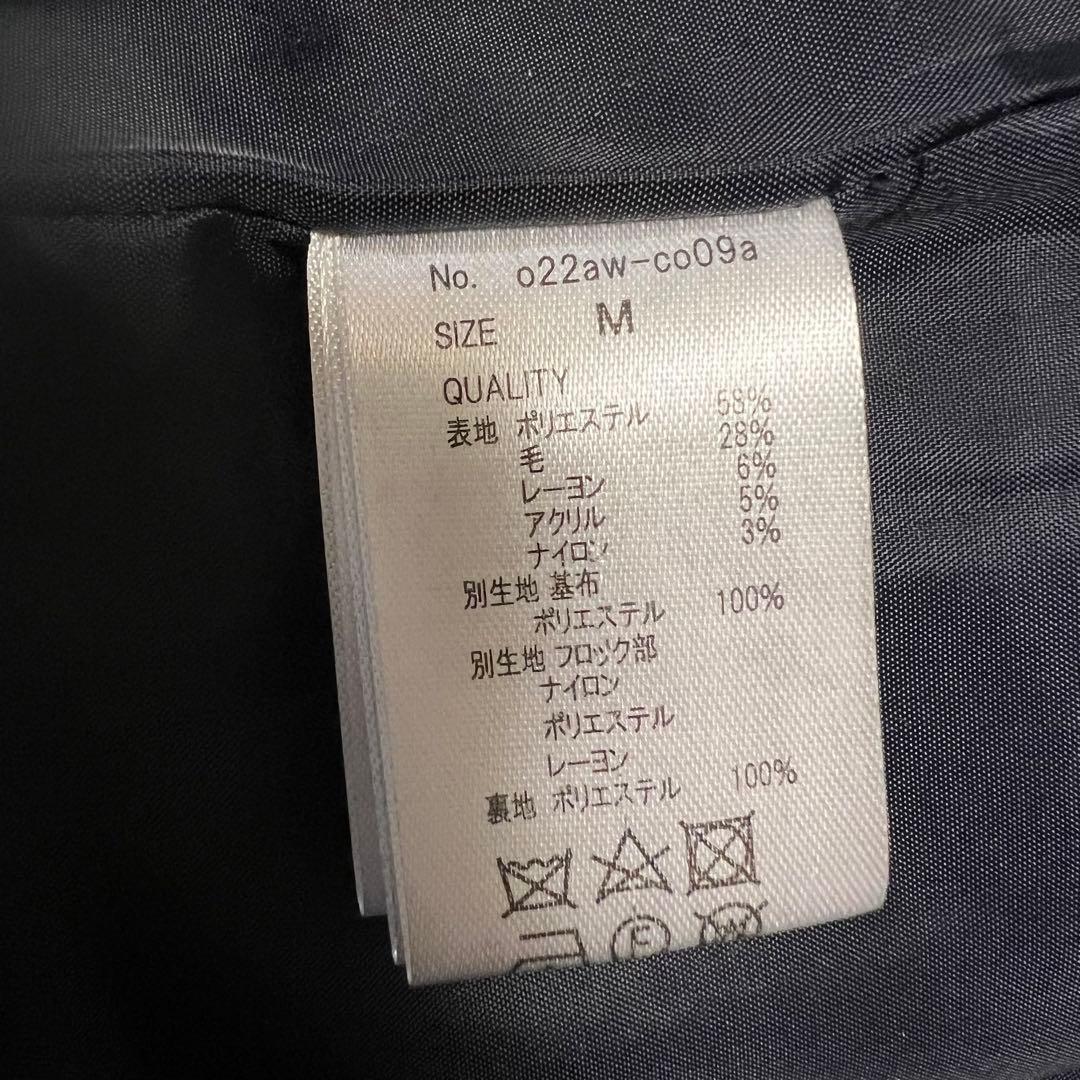 No. o22aw-co09a
SIZE M
QUALITY
表地 ポリエステル 58%
毛 28%
レーヨン 6%
アクリル 5%
ナイロン 3%
別生地 基布
ポリエステル 100%
別生地 フロック部
ナイロン
ポリエステル
レーヨン
裏地 ポリエステル 100%
F
W